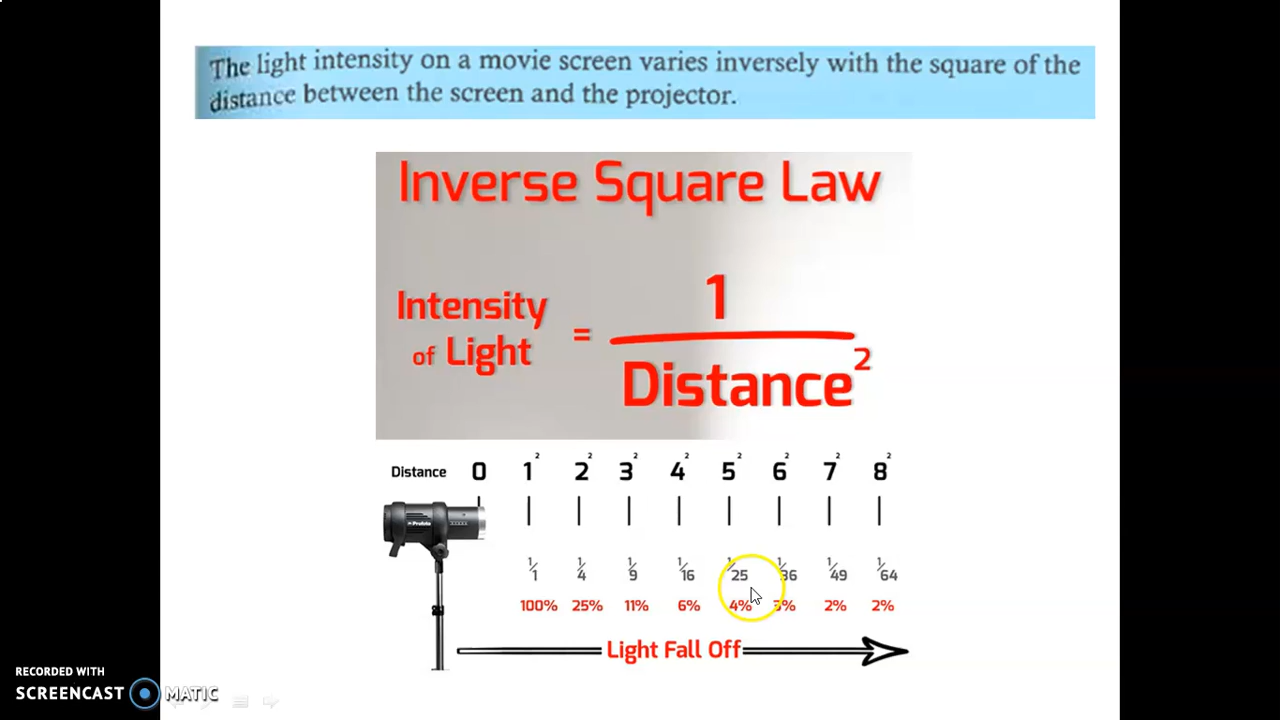 The light intensity on a movie screen varies inversely with the square of the
distance between the screen and the projector.
Inverse Square Law
Intensity
of Light
=
1
Distance²
Distance 0 1² 2² 3² 4² 5² 6² 7² 8²
Profoto
1/1 1/4 1/9 1/16 1/25 1/36 1/49 1/64
100% 25% 11% 6% 4% 3% 2% 2%
Light Fall Off
RECORDED WITH
SCREENCAST MATIC